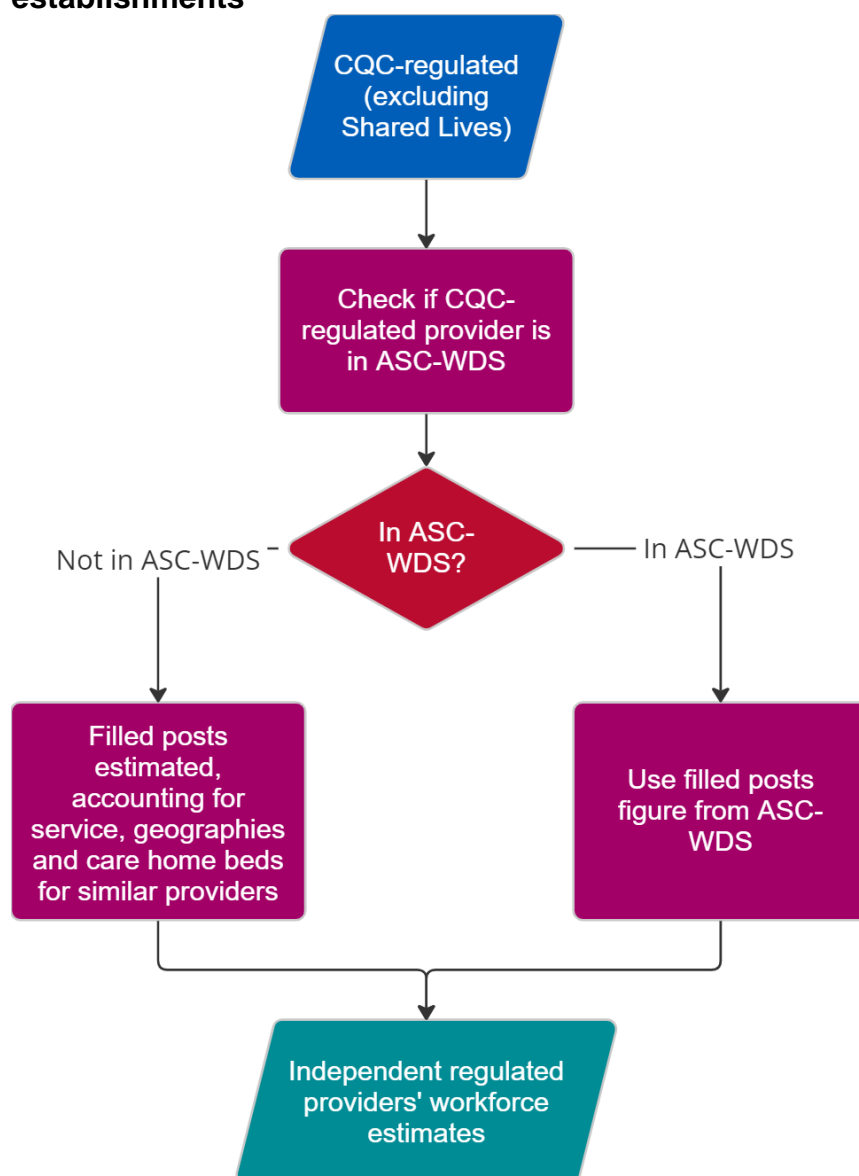 establishments
CQC-regulated
(excluding
Shared Lives)
Check if CQC-
regulated provider is
in ASC-WDS
In ASC-
WDS?
Not in ASC-WDS
In ASC-WDS
Filled posts
estimated,
accounting for
service, geographies
and care home beds
for similar providers
Use filled posts
figure from ASC-
WDS
Independent regulated
providers' workforce
estimates